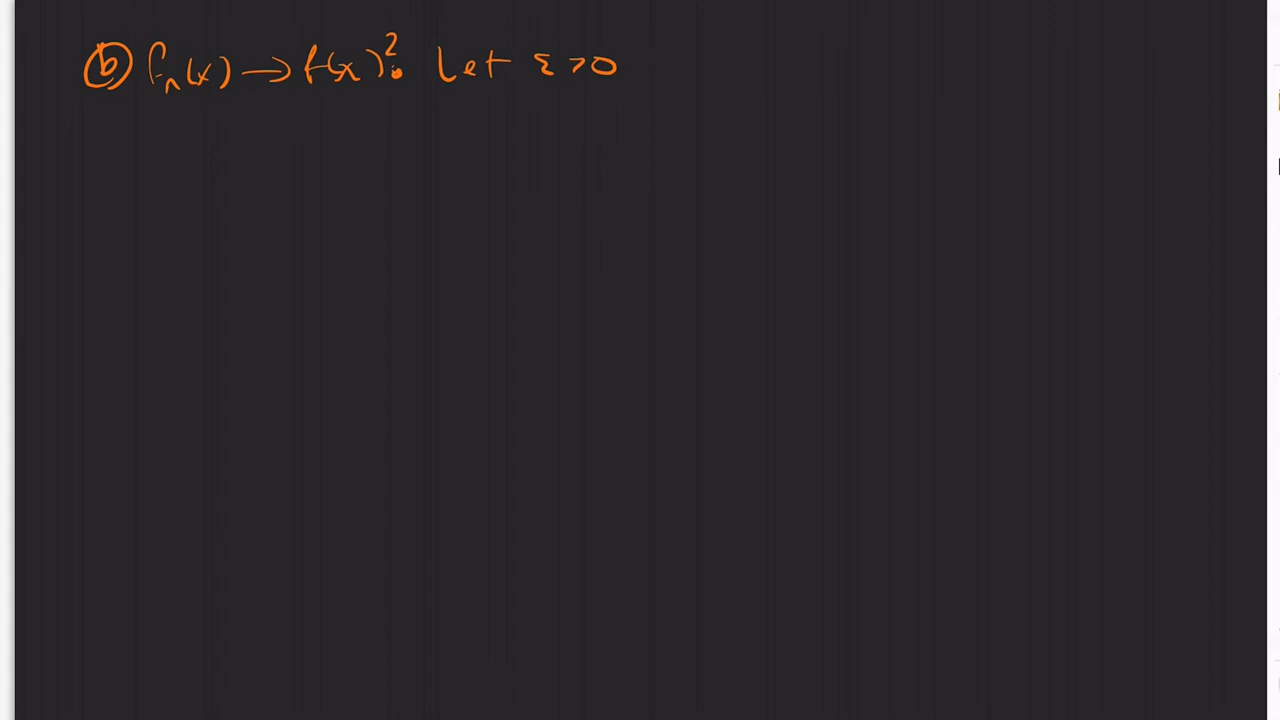 ⓑ fₙ(x) → f(x)? Let ε > 0